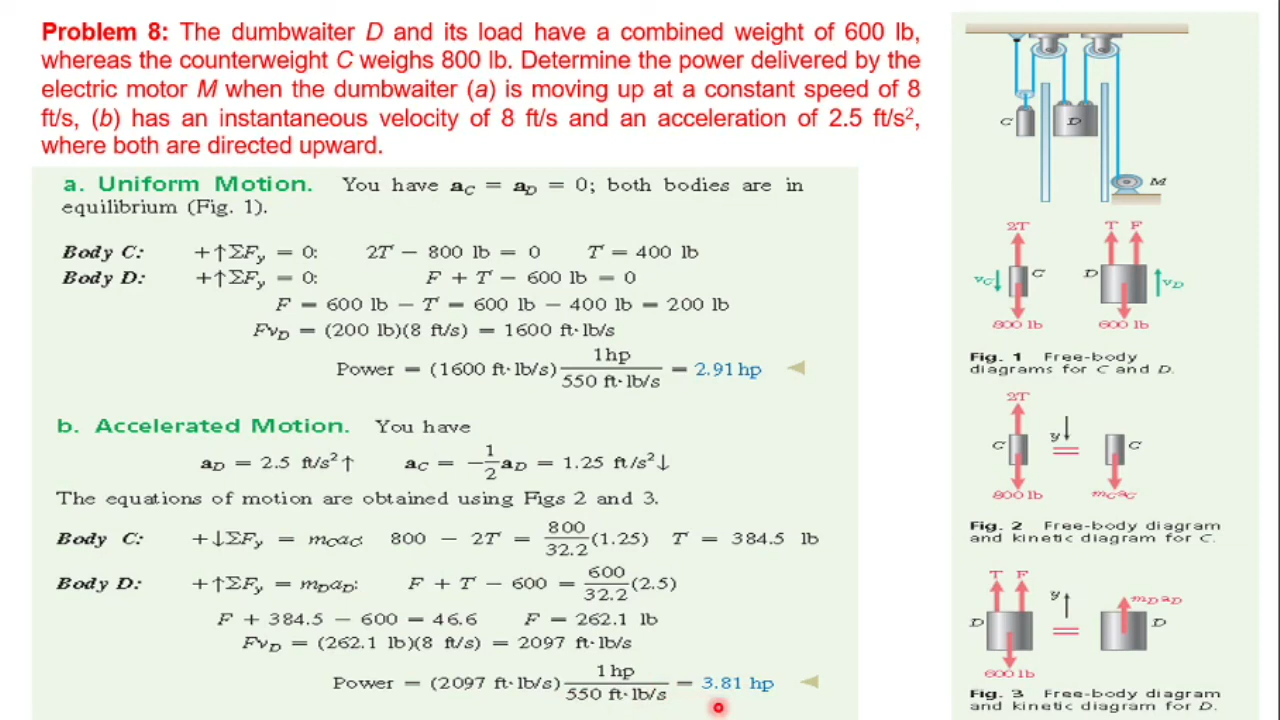 Problem 8: The dumbwaiter D and its load have a combined weight of 600 lb,
whereas the counterweight C weighs 800 lb. Determine the power delivered by the
electric motor M when the dumbwaiter (a) is moving up at a constant speed of 8
ft/s, (b) has an instantaneous velocity of 8 ft/s and an acceleration of 2.5 ft/s²,
where both are directed upward.
a. Uniform Motion. You have a_C = a_D = 0; both bodies are in
equilibrium (Fig. 1).
Body C: +↑ΣF_y = 0: 2T − 800 lb = 0 T = 400 lb
Body D: +↑ΣF_y = 0: F + T − 600 lb = 0
F = 600 lb − T = 600 lb − 400 lb = 200 lb
Fv_D = (200 lb)(8 ft/s) = 1600 ft·lb/s
Power = (1600 ft·lb/s) 1 hp / 550 ft·lb/s = 2.91 hp
b. Accelerated Motion. You have
a_D = 2.5 ft/s²↑ a_C = −1/2 a_D = 1.25 ft/s²↓
The equations of motion are obtained using Figs 2 and 3.
Body C: +↓ΣF_y = m_C a_C 800 − 2T = 800/32.2 (1.25) T = 384.5 lb
Body D: +↑ΣF_y = m_D a_D: F + T − 600 = 600/32.2 (2.5)
F + 384.5 − 600 = 46.6 F = 262.1 lb
Fv_D = (262.1 lb)(8 ft/s) = 2097 ft·lb/s
Power = (2097 ft·lb/s) 1 hp / 550 ft·lb/s = 3.81 hp
C D
M
2T T F
v_C C D v_D
800 lb 600 lb
Fig. 1 Free-body
diagrams for C and D.
2T
C y = C
800 lb m_C a_C
Fig. 2 Free-body diagram
and kinetic diagram for C.
T F
y m_D a_D
D = D
600 lb
Fig. 3 Free-body diagram
and kinetic diagram for D.